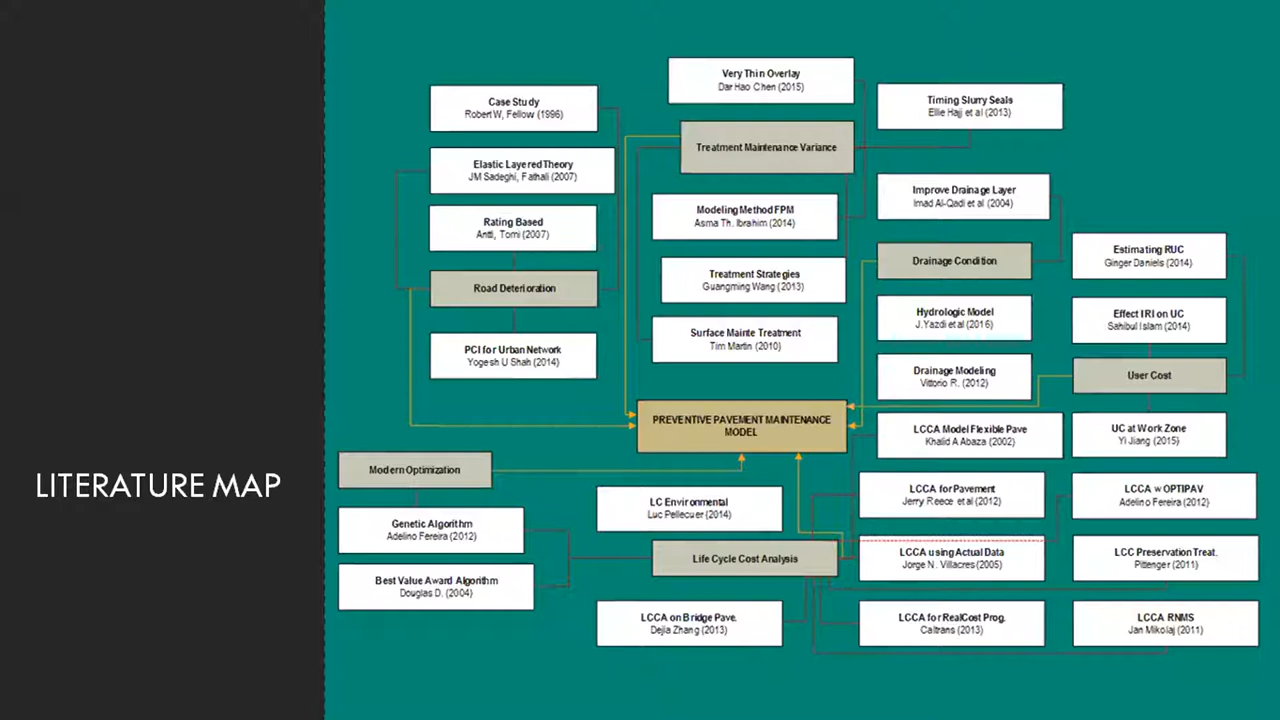 LITERATURE MAP
Very Thin Overlay
Dar Hao Chen (2015)
Case Study
Robert W, Fellow (1996)
Timing Slurry Seals
Ellie Hajj et al (2013)
Treatment Maintenance Variance
Elastic Layered Theory
JM Sadeghi, Fathali (2007)
Improve Drainage Layer
Imad Al-Qadi et al (2004)
Modeling Method FPM
Asma Th. Ibrahim (2014)
Rating Based
Antti, Tomi (2007)
Drainage Condition
Estimating RUC
Ginger Daniels (2014)
Treatment Strategies
Guangming Wang (2013)
Road Deterioration
Hydrologic Model
J.Yazdi et al (2016)
Effect IRI on UC
Sahibul Islam (2014)
Surface Mainte Treatment
Tim Martin (2010)
PCI for Urban Network
Yogesh U Shah (2014)
Drainage Modeling
Vittorio R. (2012)
User Cost
PREVENTIVE PAVEMENT MAINTENANCE
MODEL
LCCA Model Flexible Pave
Khalid A Abaza (2002)
UC at Work Zone
Yi Jiang (2015)
Modern Optimization
LC Environmental
Luc Pellecuer (2014)
LCCA for Pavement
Jerry Reece et al (2012)
LCCA w OPTIPAV
Adelino Fereira (2012)
Genetic Algorithm
Adelino Fereira (2012)
Life Cycle Cost Analysis
LCCA using Actual Data
Jorge N. Villacres (2005)
LCC Preservation Treat.
Pittenger (2011)
Best Value Award Algorithm
Douglas D. (2004)
LCCA on Bridge Pave.
Dejia Zhang (2013)
LCCA for RealCost Prog.
Caltrans (2013)
LCCA RNMS
Jan Mikolaj (2011)